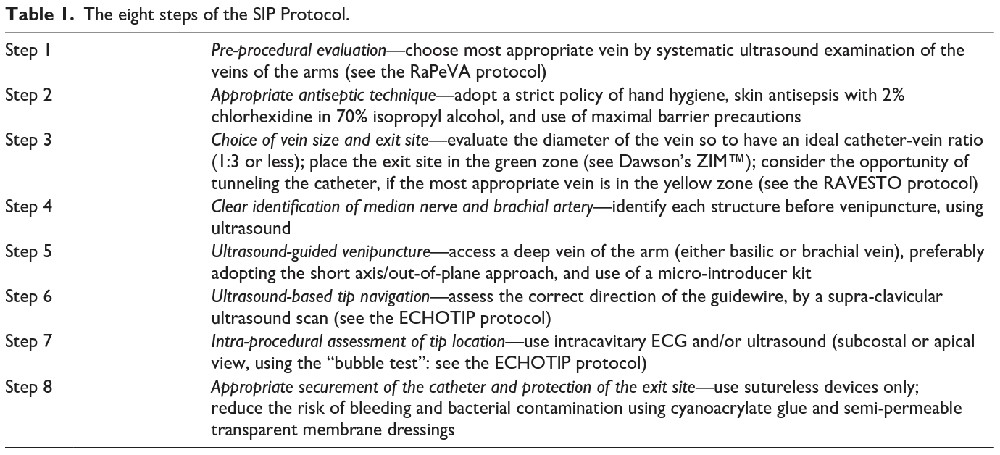 Table 1. The eight steps of the SIP Protocol.
Step 1 Pre-procedural evaluation—choose most appropriate vein by systematic ultrasound examination of the
veins of the arms (see the RaPeVA protocol)
Step 2 Appropriate antiseptic technique—adopt a strict policy of hand hygiene, skin antisepsis with 2%
chlorhexidine in 70% isopropyl alcohol, and use of maximal barrier precautions
Step 3 Choice of vein size and exit site—evaluate the diameter of the vein so to have an ideal catheter-vein ratio
(1:3 or less); place the exit site in the green zone (see Dawson's ZIM™); consider the opportunity of
tunneling the catheter, if the most appropriate vein is in the yellow zone (see the RAVESTO protocol)
Step 4 Clear identification of median nerve and brachial artery—identify each structure before venipuncture, using
ultrasound
Step 5 Ultrasound-guided venipuncture—access a deep vein of the arm (either basilic or brachial vein), preferably
adopting the short axis/out-of-plane approach, and use of a micro-introducer kit
Step 6 Ultrasound-based tip navigation—assess the correct direction of the guidewire, by a supra-clavicular
ultrasound scan (see the ECHOTIP protocol)
Step 7 Intra-procedural assessment of tip location—use intracavitary ECG and/or ultrasound (subcostal or apical
view, using the “bubble test”: see the ECHOTIP protocol)
Step 8 Appropriate securement of the catheter and protection of the exit site—use sutureless devices only;
reduce the risk of bleeding and bacterial contamination using cyanoacrylate glue and semi-permeable
transparent membrane dressings